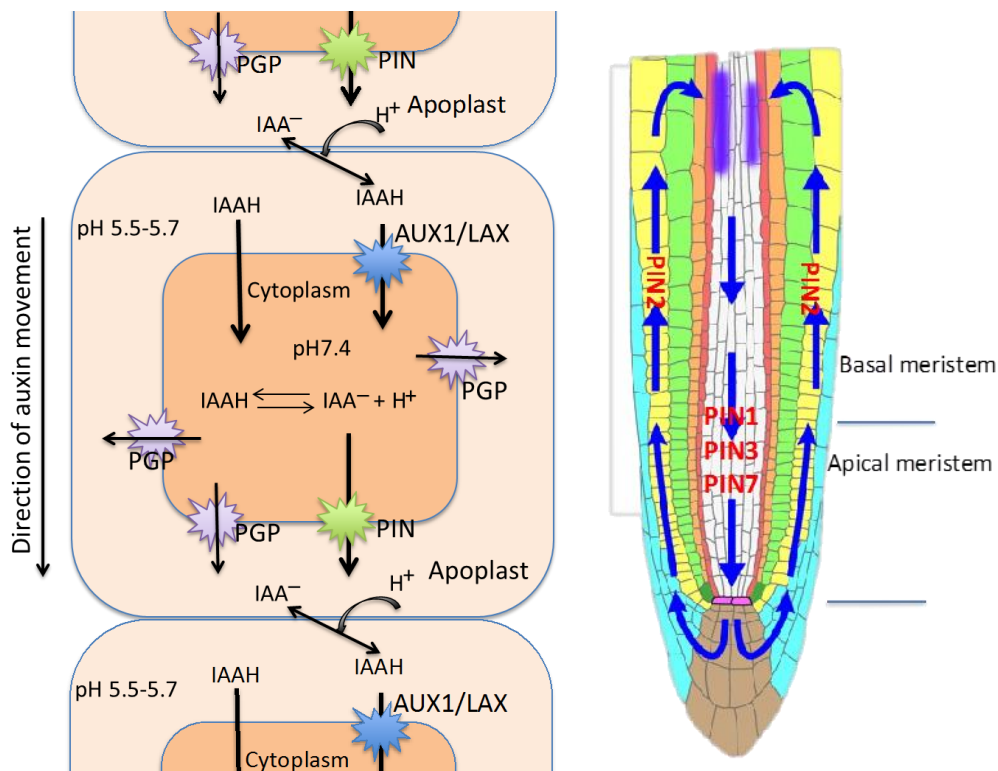 PGP
PIN
H+
Apoplast
IAA–
IAAH
IAAH
pH 5.5-5.7
AUX1/LAX
Cytoplasm
pH7.4
PGP
IAAH
IAA– + H+
PGP
PGP
PIN
H+
Apoplast
IAA–
IAAH
IAAH
pH 5.5-5.7
AUX1/LAX
Cytoplasm
Direction of auxin movement
PIN2
PIN2
Basal meristem
PIN1
PIN3
PIN7
Apical meristem